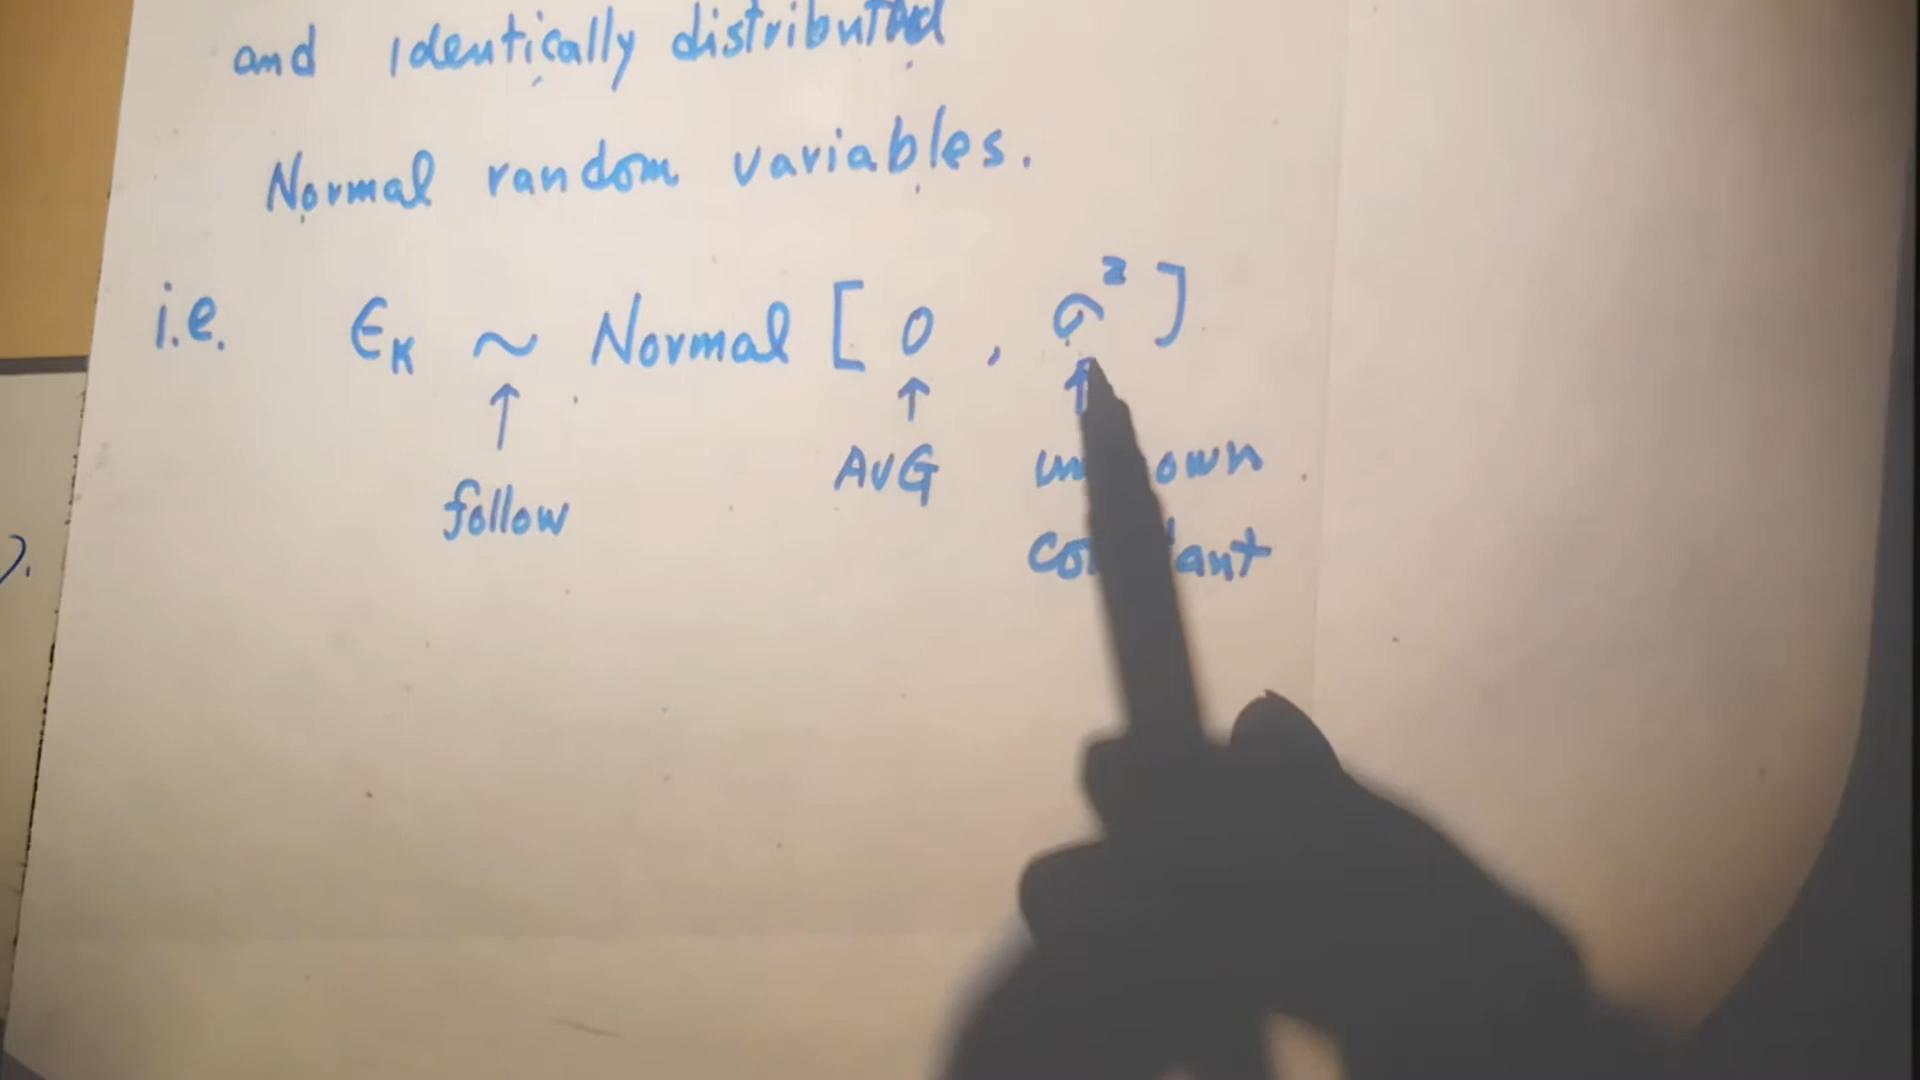 and identically distributed
Normal random variables.
i.e. ϵK ~ Normal [ 0 , σ² ]
↑ ↑ ↑
follow AVG
).